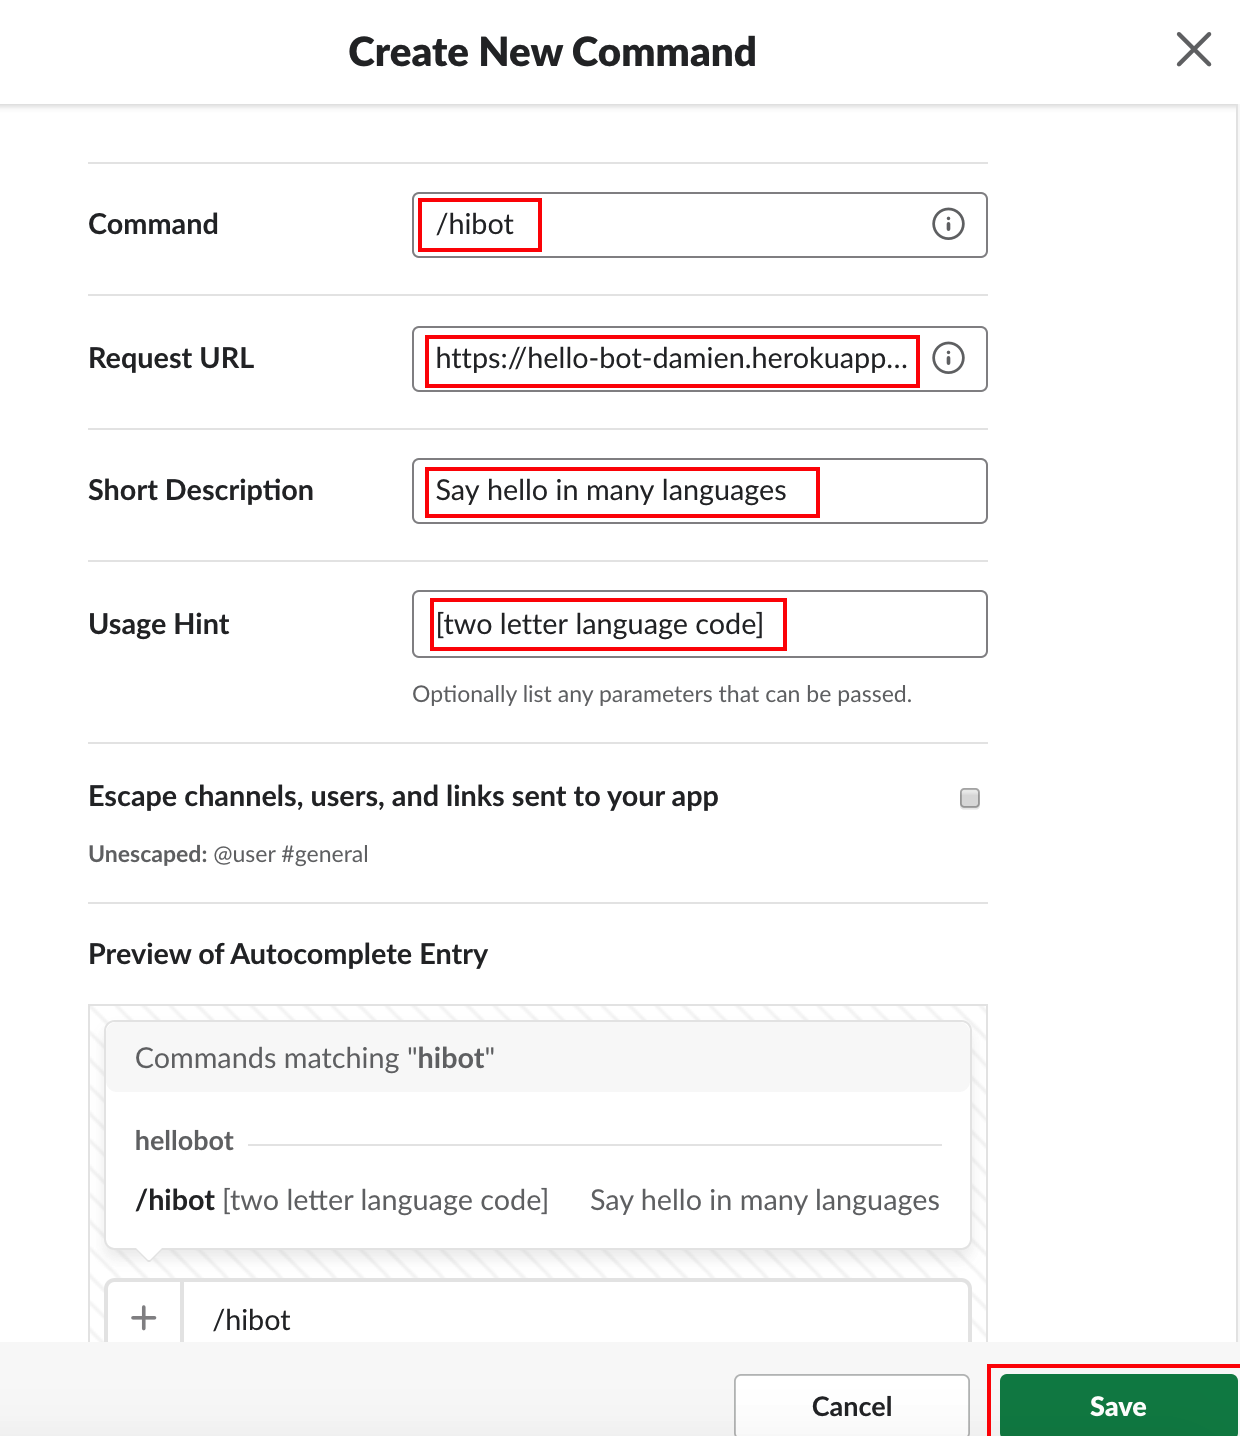 Create New Command
Command
/hibot
Request URL
https://hello-bot-damien.herokuapp...
Short Description
Say hello in many languages
Usage Hint
[two letter language code]
Optionally list any parameters that can be passed.
Escape channels, users, and links sent to your app
Unescaped: @user #general
Preview of Autocomplete Entry
Commands matching "hibot"
hellobot
/hibot [two letter language code] Say hello in many languages
/hibot
Cancel
Save